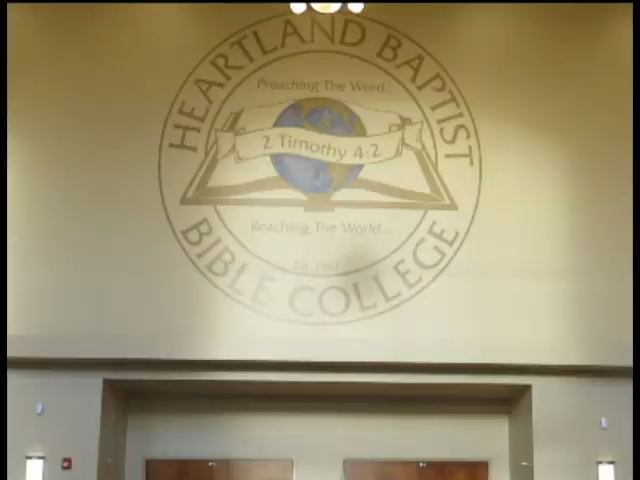 HEARTLAND BAPTIST
Preaching The Word.
2 Timothy 4:2
Reaching The World...
BIBLE COLLEGE